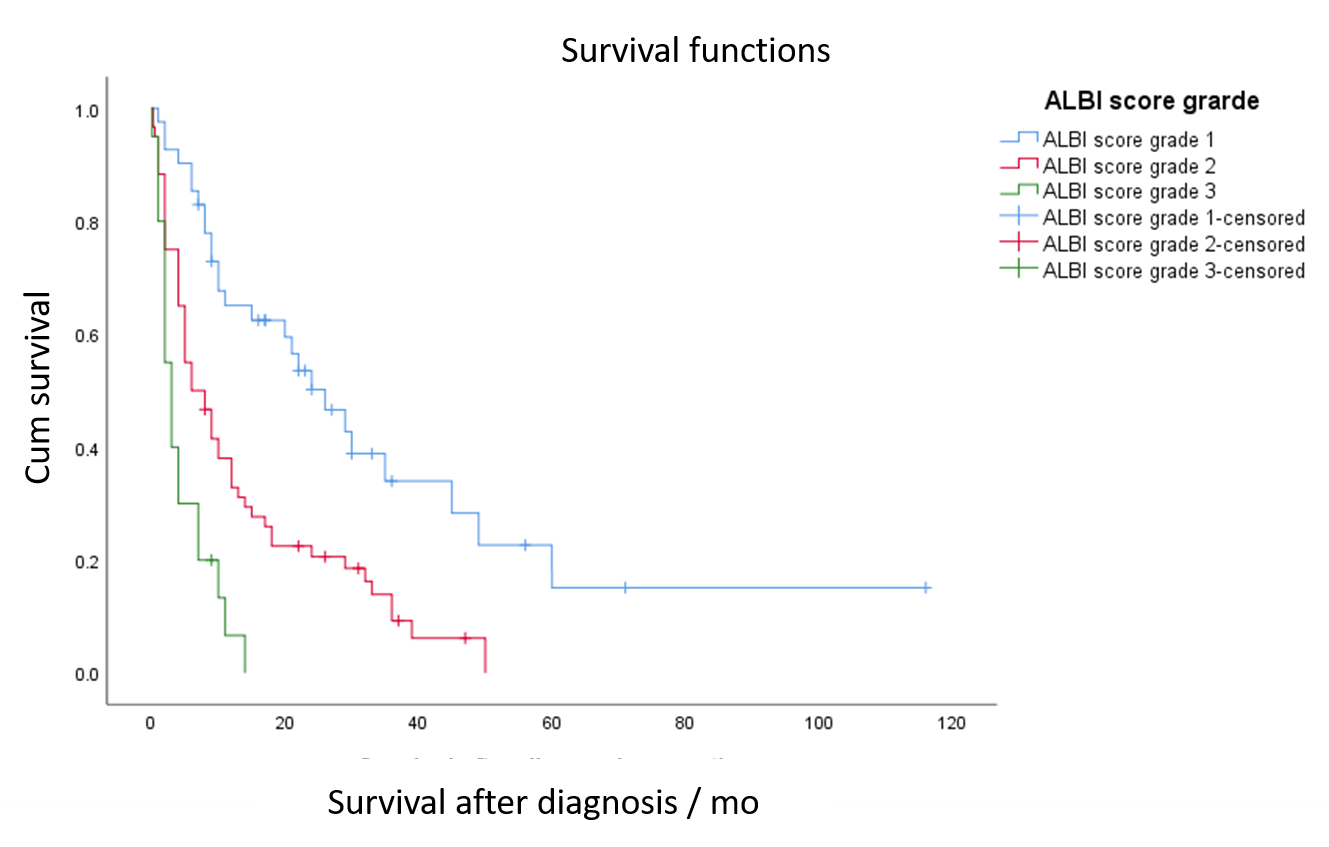 Survival functions
ALBI score grarde
ALBI score grade 1
ALBI score grade 2
ALBI score grade 3
ALBI score grade 1-censored
ALBI score grade 2-censored
ALBI score grade 3-censored
Cum survival
1.0
0.8
0.6
0.4
0.2
0.0
0 20 40 60 80 100 120
Survival after diagnosis / mo